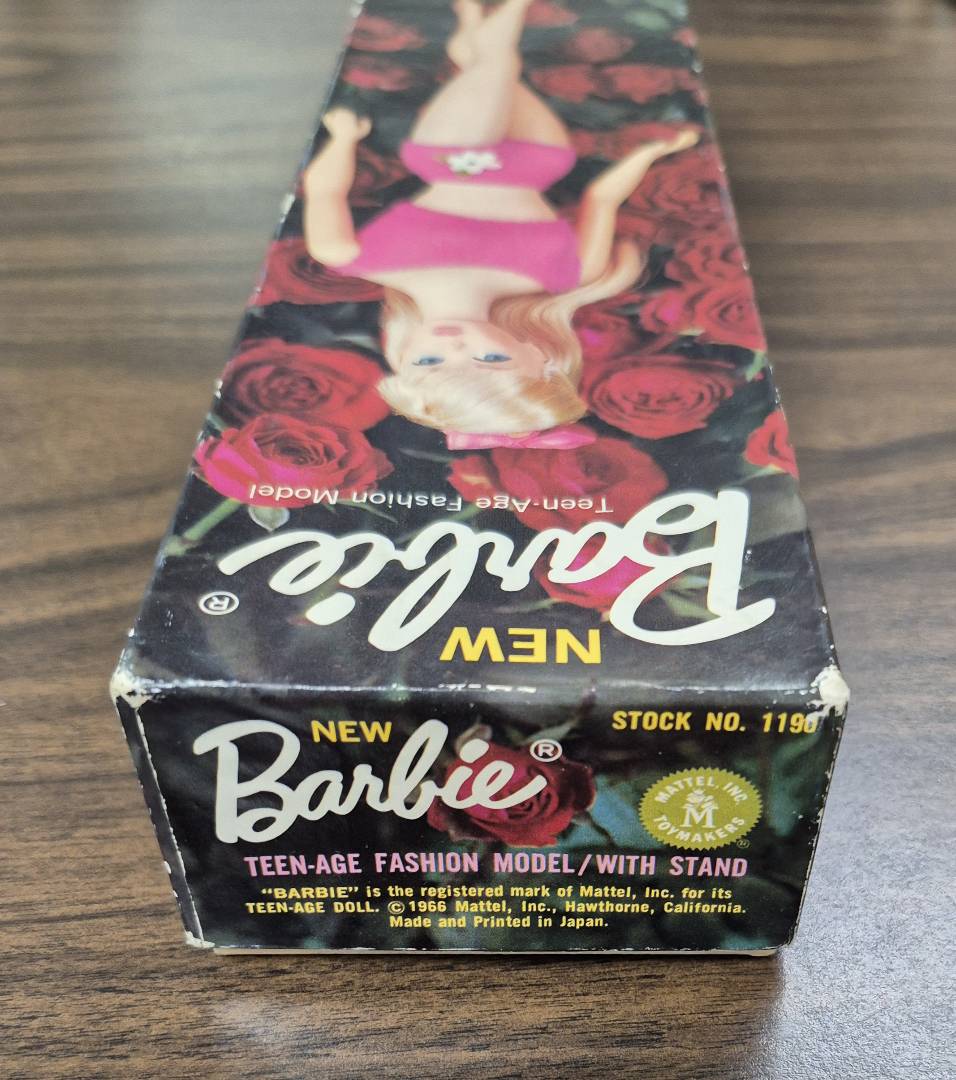 Teen-Age Fashion Model
Barbie®
NEW
NEW
Barbie®
STOCK NO. 1190
MATTEL, INC.
M
TOYMAKERS
TEEN-AGE FASHION MODEL/WITH STAND
“BARBIE” is the registered mark of Mattel, Inc. for its
TEEN-AGE DOLL. ©1966 Mattel, Inc., Hawthorne, California.
Made and Printed in Japan.